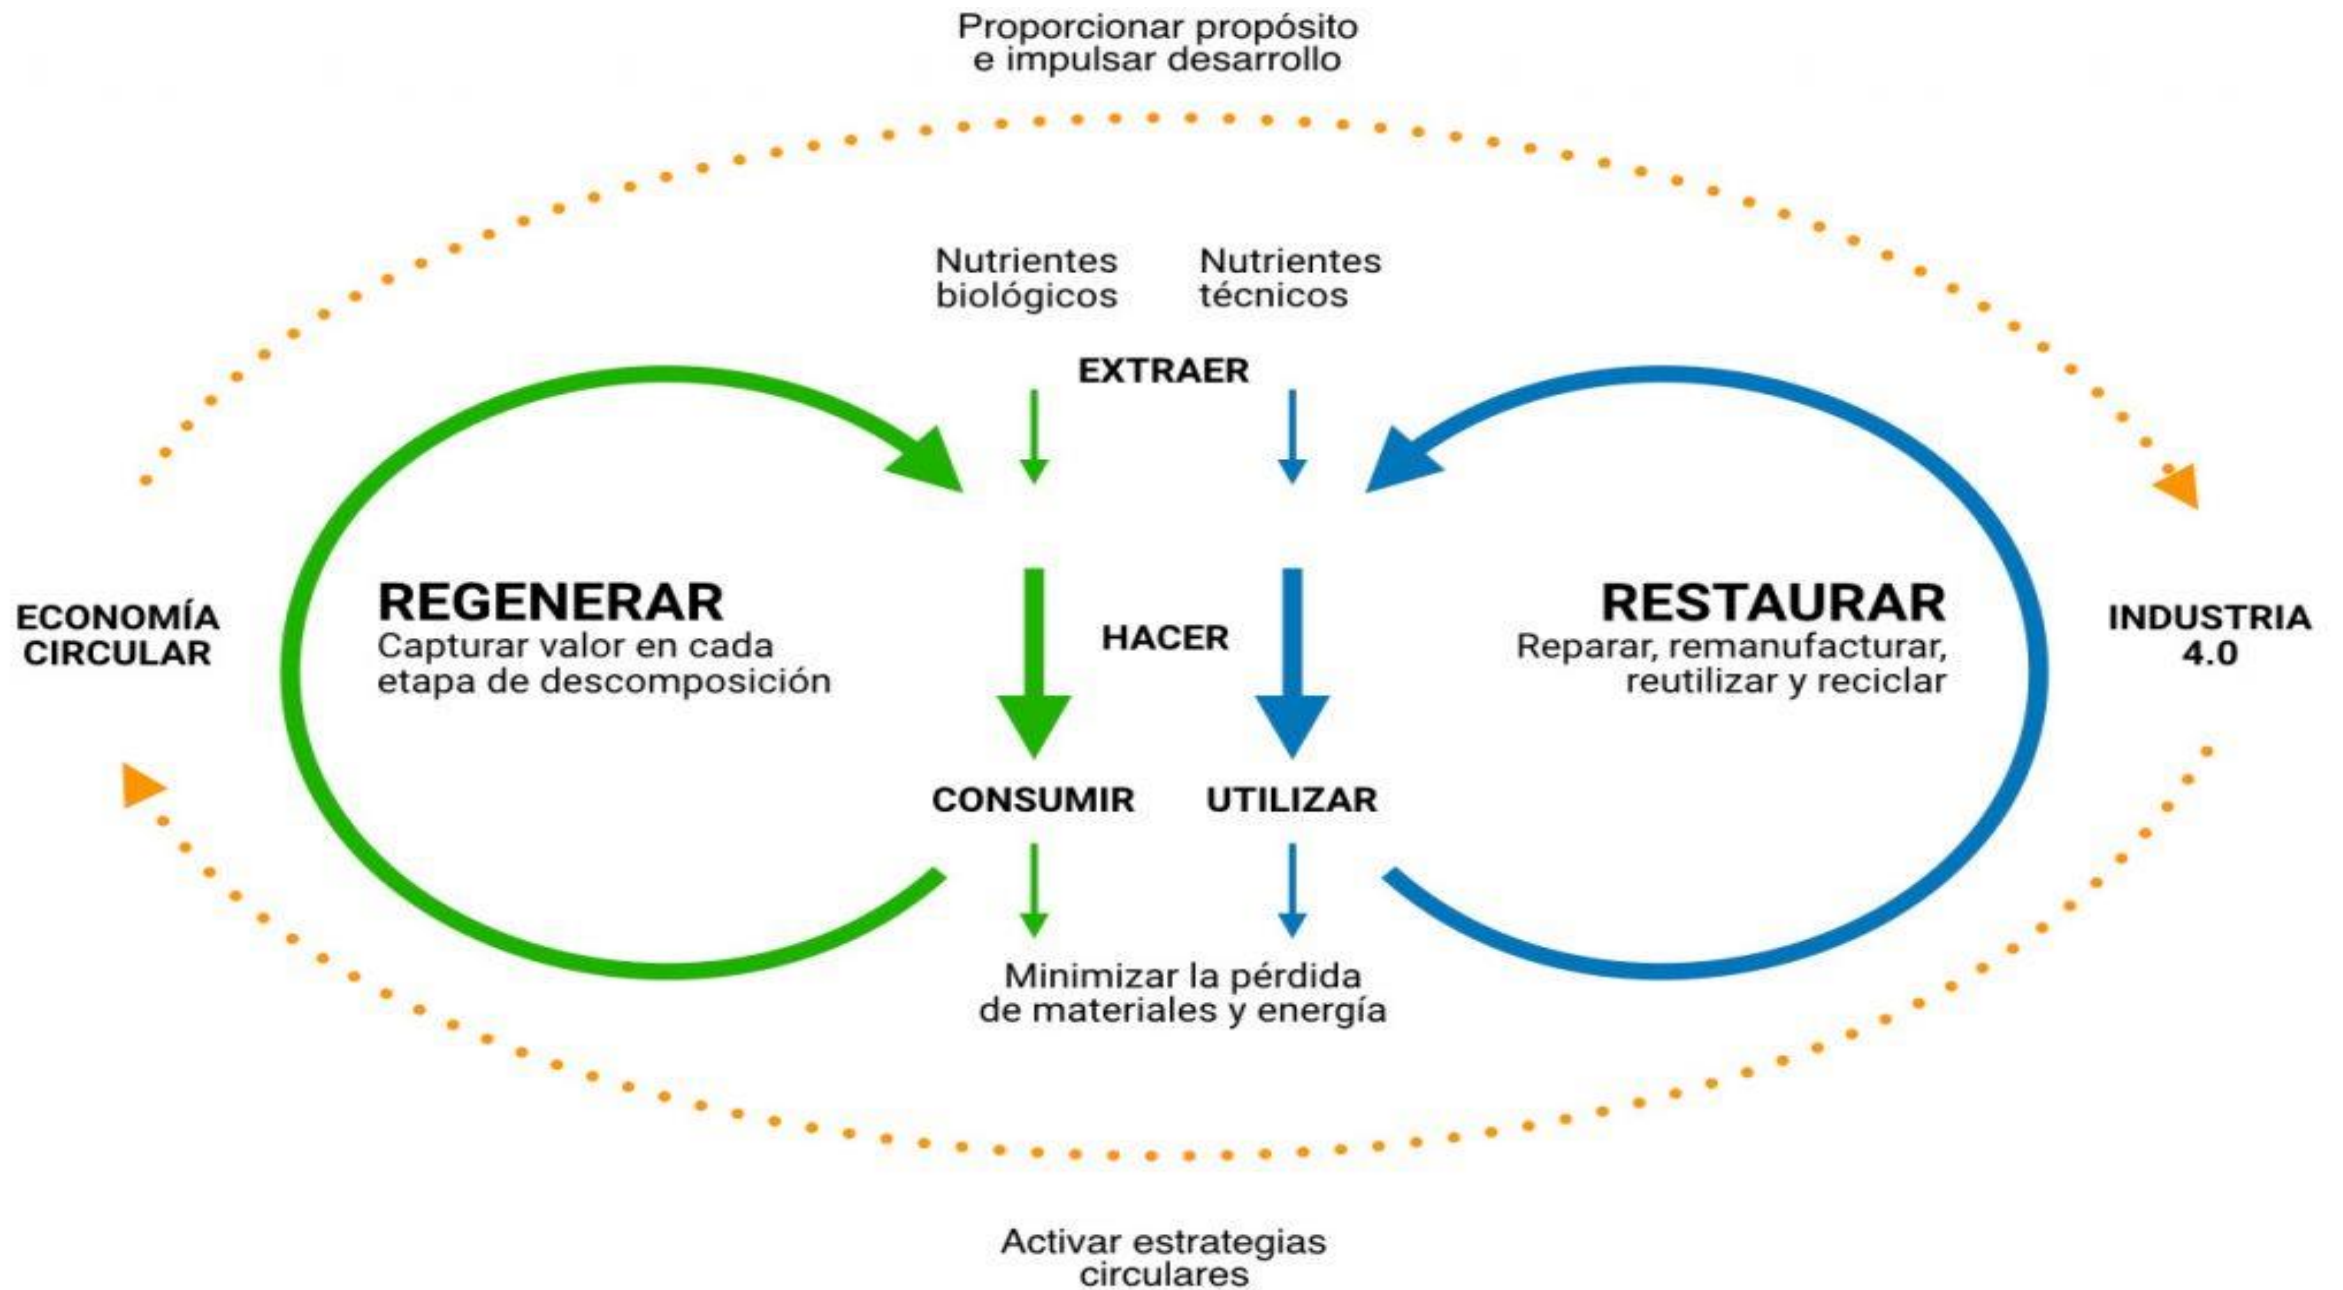 Proporcionar propósito
e impulsar desarrollo
Nutrientes
biológicos
Nutrientes
técnicos
EXTRAER
ECONOMÍA
CIRCULAR
REGENERAR
Capturar valor en cada
etapa de descomposición
HACER
RESTAURAR
Reparar, remanufacturar,
reutilizar y reciclar
INDUSTRIA
4.0
CONSUMIR
UTILIZAR
Minimizar la pérdida
de materiales y energía
Activar estrategias
circulares